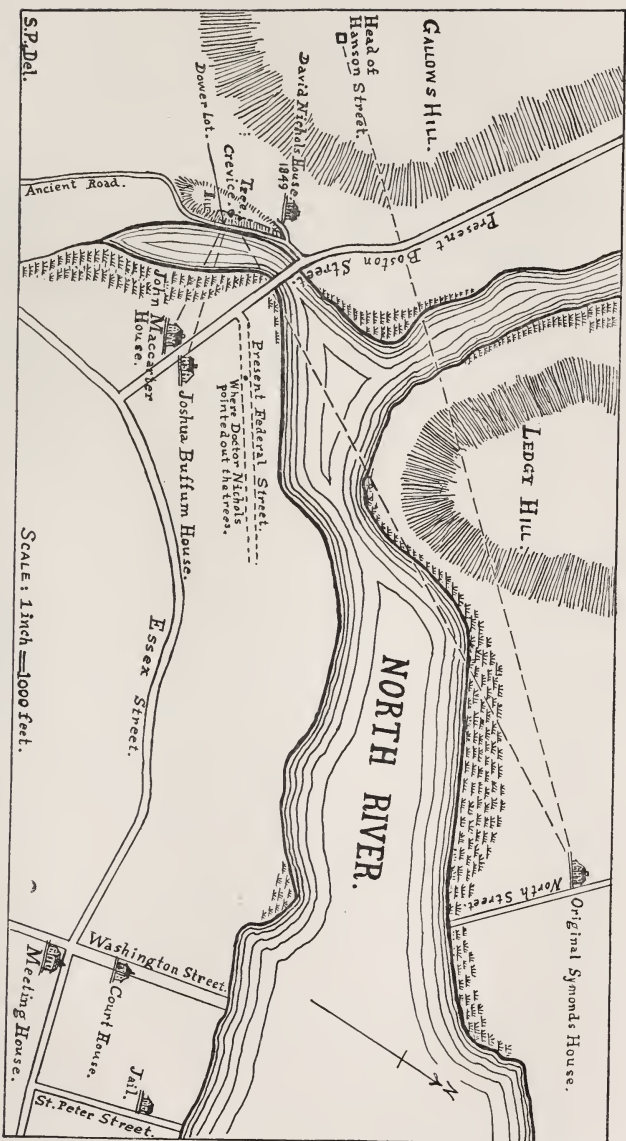 GALLOWS HILL.
Head of
Hanson Street.
David Nichols House.
1849
Tree.
Crevice.
Dower Lot.
S.P., Del.
Ancient Road.
Present
Boston
Street.
LEDGY HILL.
John Maccarter
House.
Joshua Buffum House.
Present Federal Street.
Where Doctor Nichols
pointed out the trees.
NORTH RIVER.
Essex
Street.
SCALE: 1 inch = 1000 feet.
North Street.
Original Symonds House.
Washington Street.
Court House.
Meeting House.
Jail.
St. Peter Street.
N